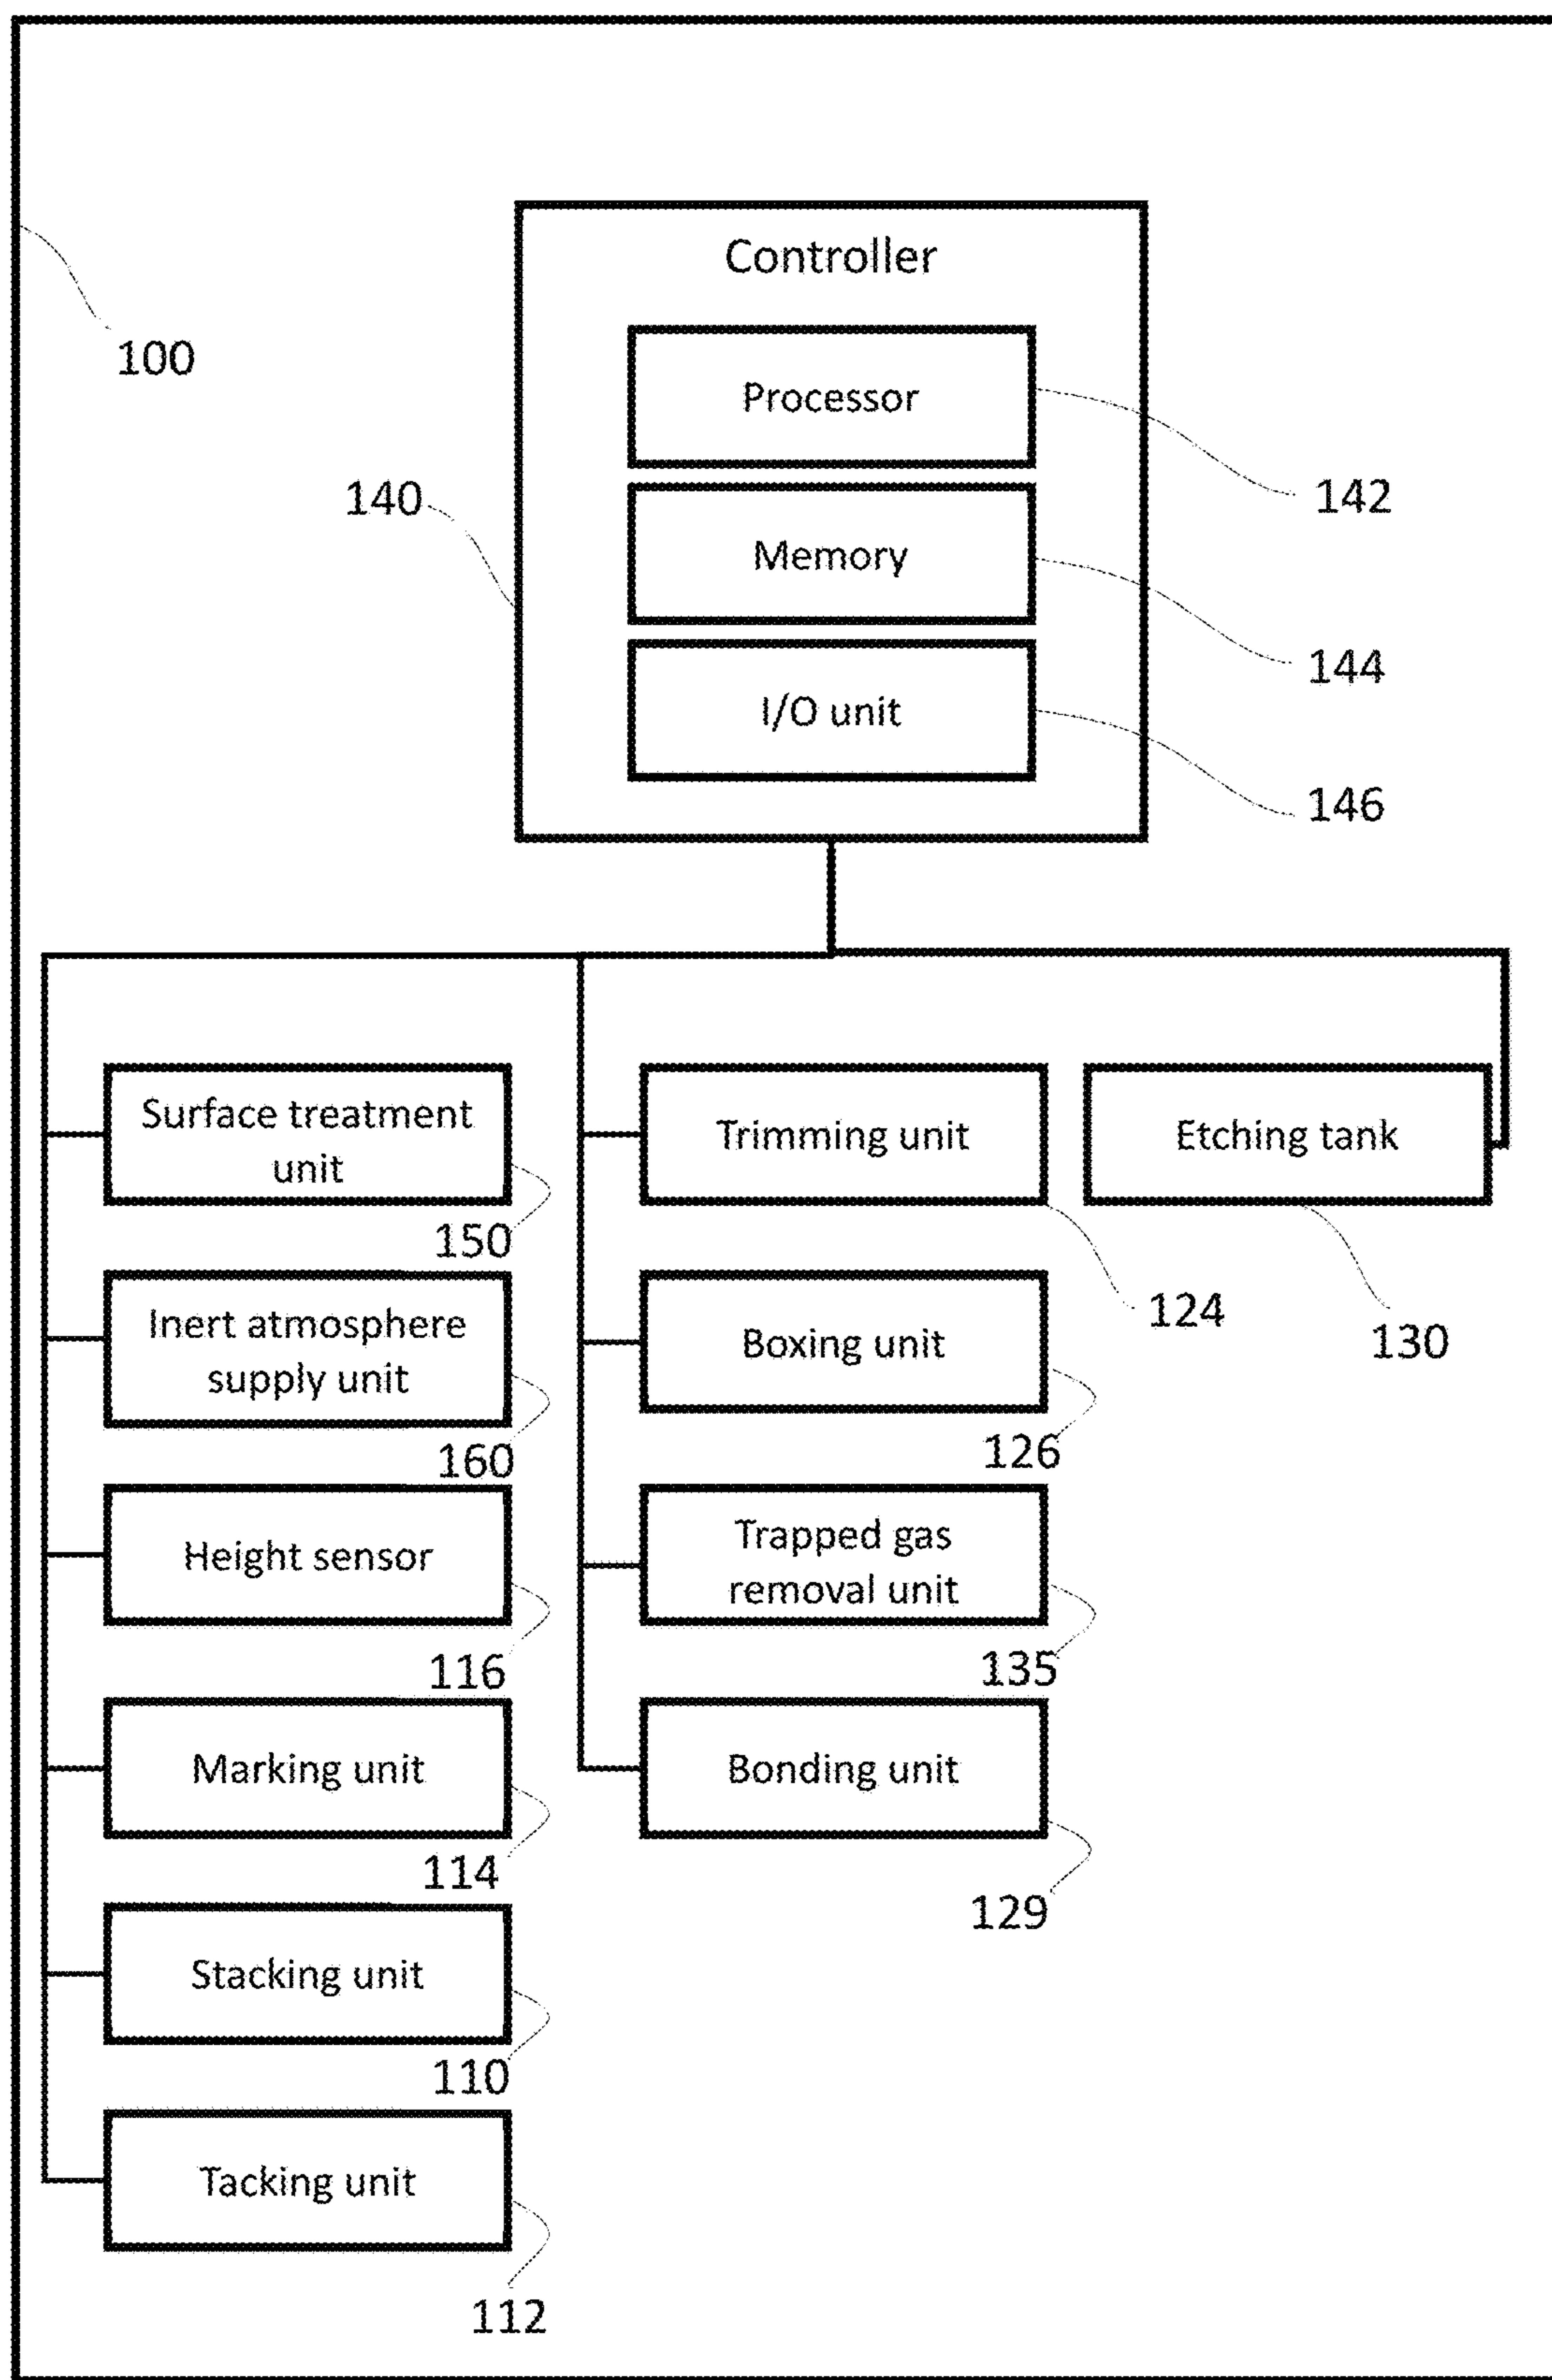 Controller
100
Processor
142
140
Memory
144
I/O unit
146
Surface treatment
unit
150
Inert atmosphere
supply unit
160
Height sensor
116
Marking unit
114
Stacking unit
110
Tacking unit
112
Trimming unit
124
Boxing unit
126
Trapped gas
removal unit
135
Bonding unit
129
Etching tank
130